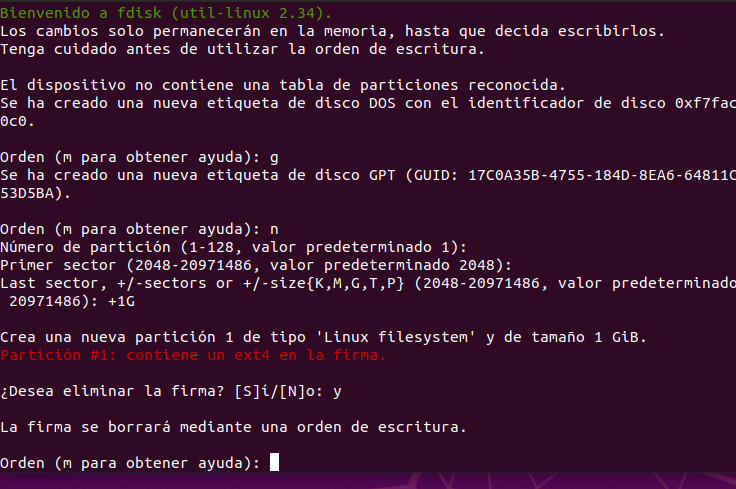 Bienvenido a fdisk (util-linux 2.34).
Los cambios solo permanecerán en la memoria, hasta que decida escribirlos.
Tenga cuidado antes de utilizar la orden de escritura.
El dispositivo no contiene una tabla de particiones reconocida.
Se ha creado una nueva etiqueta de disco DOS con el identificador de disco 0xf7fac
0c0.
Orden (m para obtener ayuda): g
Se ha creado una nueva etiqueta de disco GPT (GUID: 17C0A35B-4755-184D-8EA6-64811C
53D5BA).
Orden (m para obtener ayuda): n
Número de partición (1-128, valor predeterminado 1):
Primer sector (2048-20971486, valor predeterminado 2048):
Last sector, +/-sectors or +/-size{K,M,G,T,P} (2048-20971486, valor predeterminado
20971486): +1G
Crea una nueva partición 1 de tipo 'Linux filesystem' y de tamaño 1 GiB.
Partición #1: contiene un ext4 en la firma.
¿Desea eliminar la firma? [S]í/[N]o: y
La firma se borrará mediante una orden de escritura.
Orden (m para obtener ayuda):